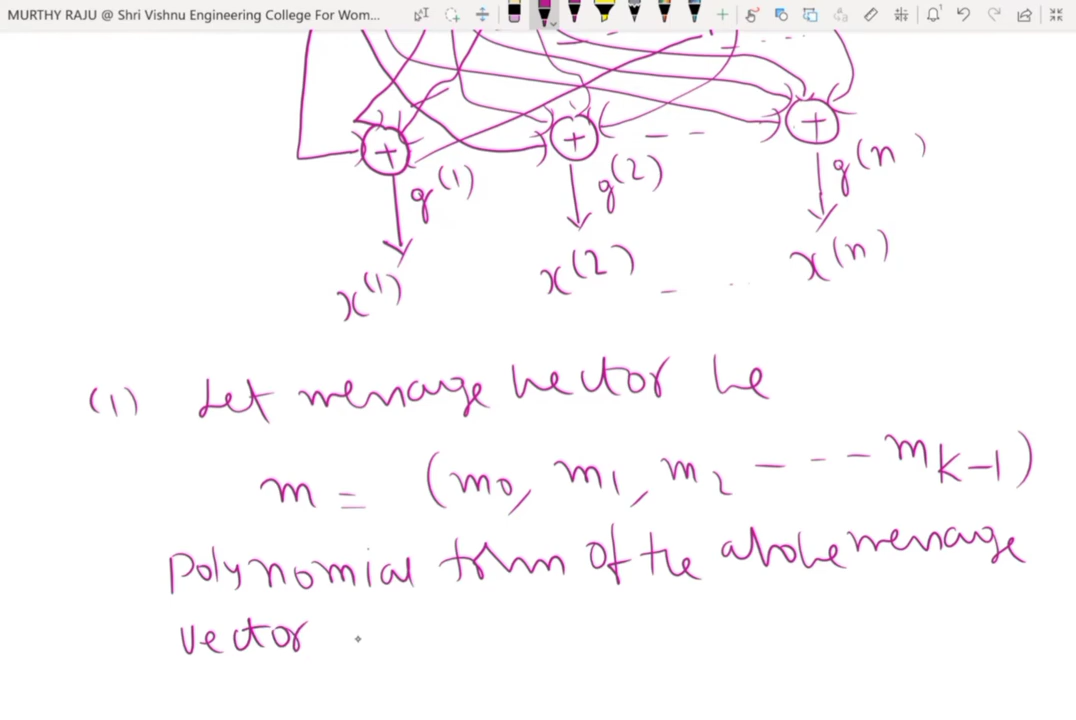 MURTHY RAJU @ Shri Vishnu Engineering College For Wom...
+ + - - +
g(1) g(2) g(n)
x(1) x(2) - x(n)
(1) Let message vector be
m = (m0, m1, m2 - - - mK-1)
Polynomial form of the above message
vector